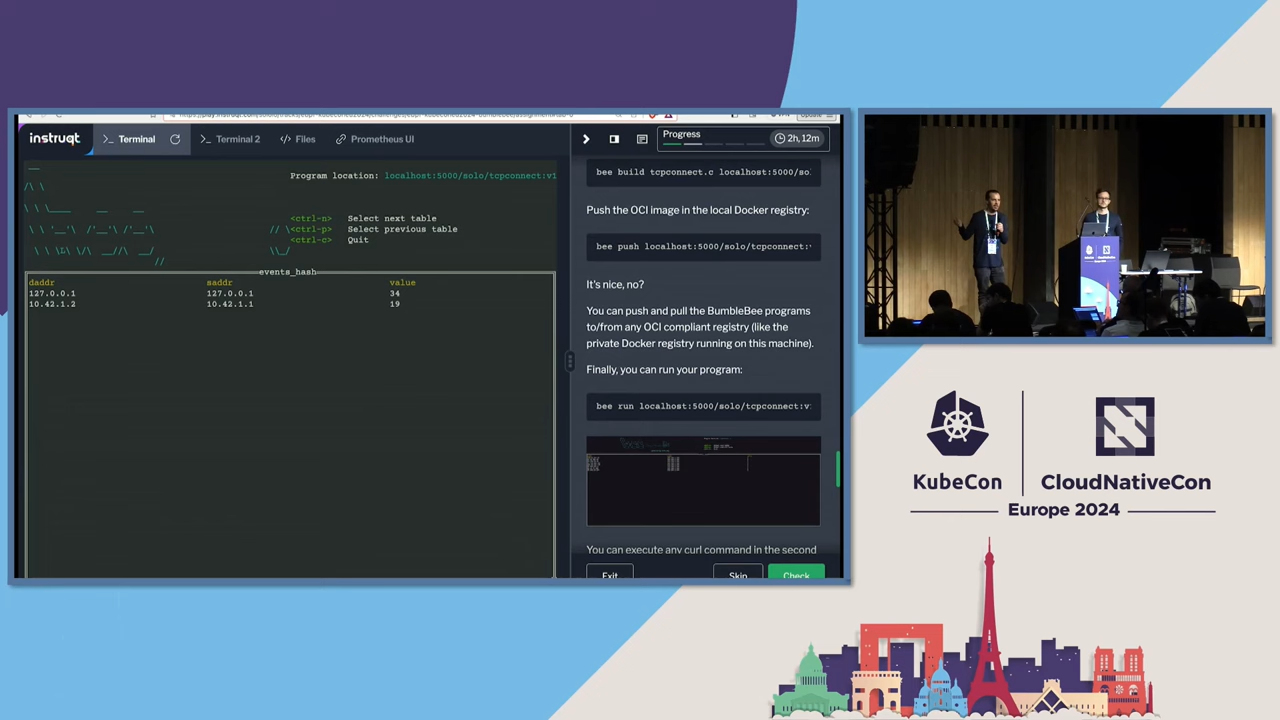 instruqt
Terminal
Terminal 2
Files
Prometheus UI
Progress
2h, 12m
Program location: localhost:5000/solo/tcpconnect:v1
<ctrl-n> Select next table
<ctrl-p> Select previous table
<ctrl-c> Quit
events_hash
daddr saddr value
127.0.0.1 127.0.0.1 34
10.42.1.2 10.42.1.1 19
bee build tcpconnect.c localhost:5000/so
Push the OCI image in the local Docker registry:
bee push localhost:5000/solo/tcpconnect:
It's nice, no?
You can push and pull the BumbleBee programs
to/from any OCI compliant registry (like the
private Docker registry running on this machine).
Finally, you can run your program:
bee run localhost:5000/solo/tcpconnect:v
You can execute any curl command in the second
Exit
Skip
Check
KubeCon
CloudNativeCon
Europe 2024